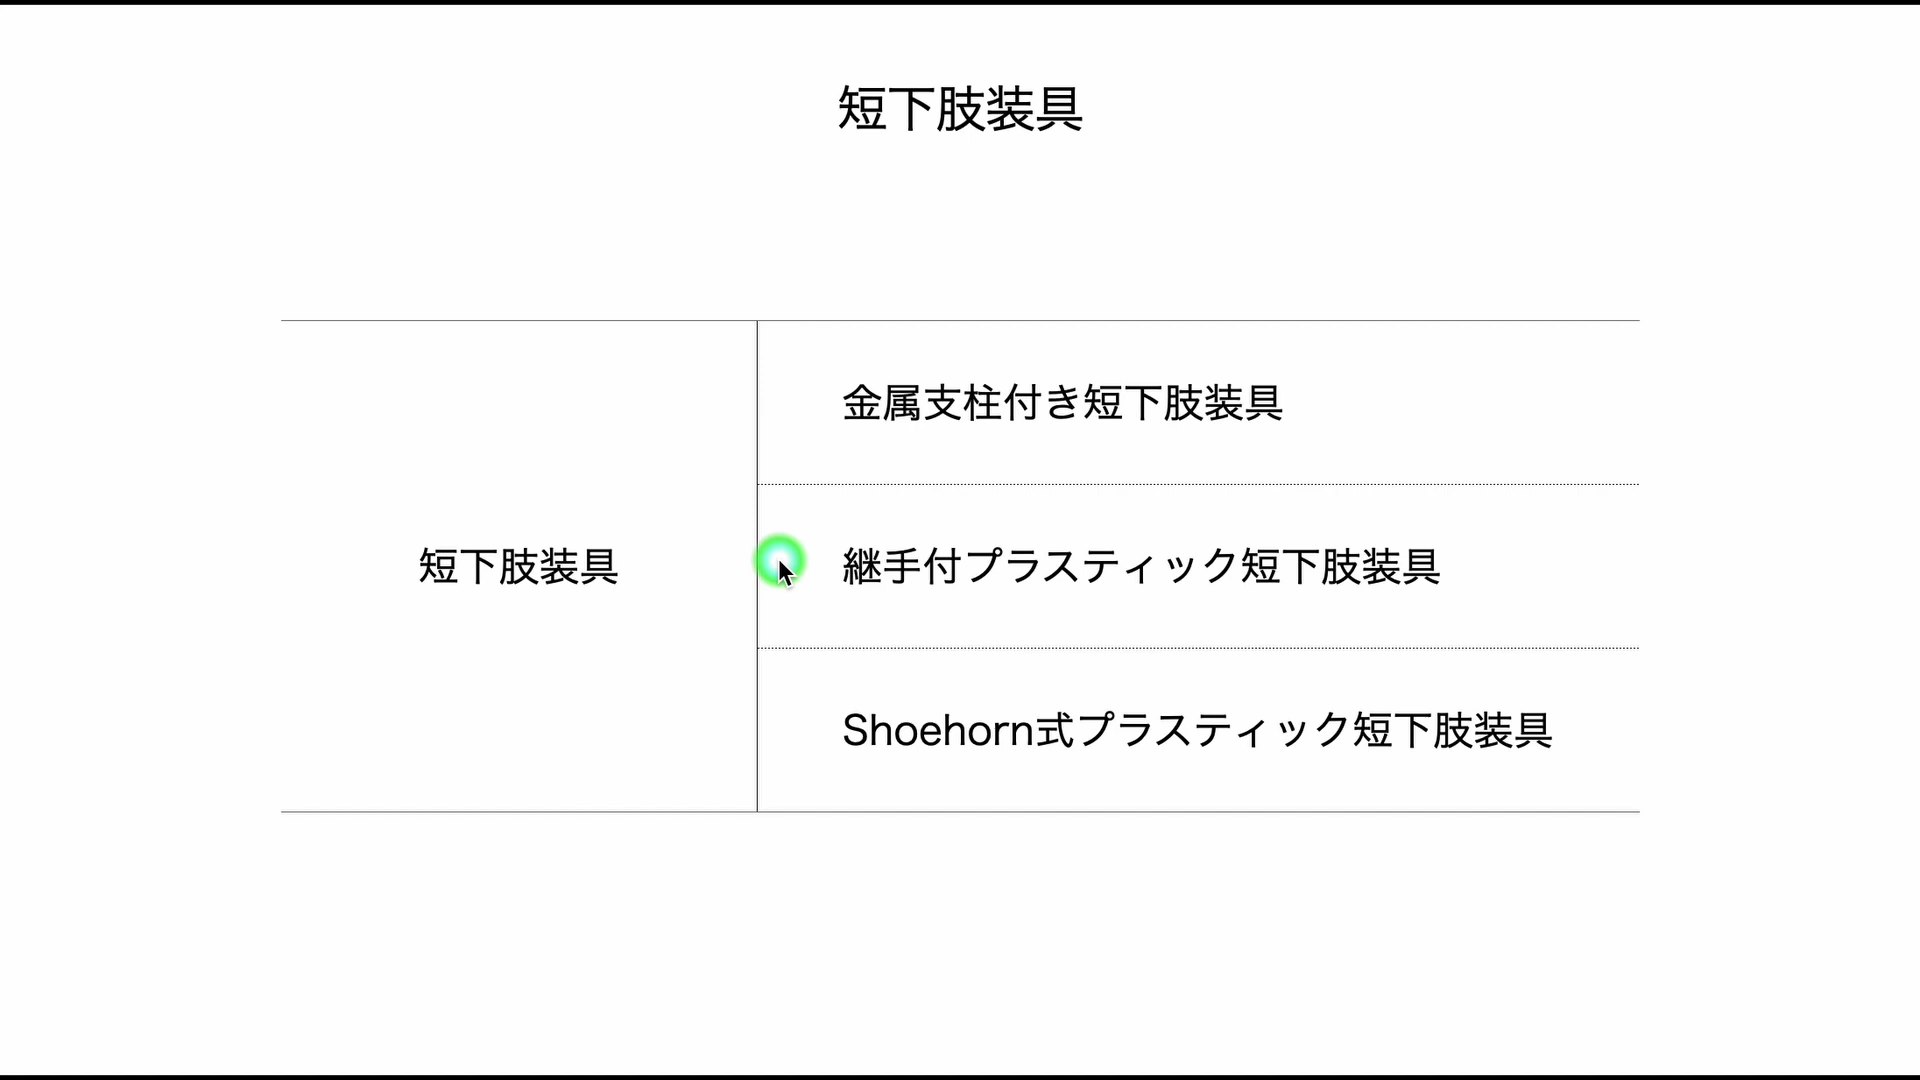 短下肢装具
短下肢装具
金属支柱付き短下肢装具
継手付プラスティック短下肢装具
Shoehorn式プラスティック短下肢装具